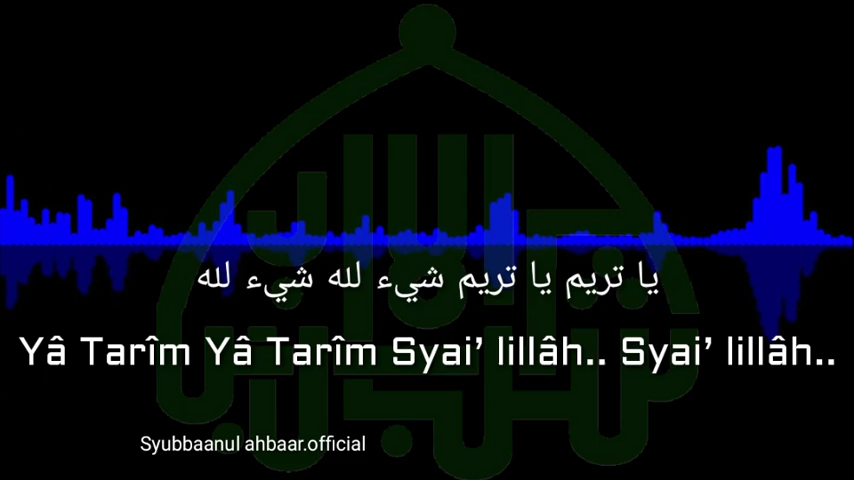 يا تريم يا تريم شيء لله شيء لله
Yâ Tarîm Yâ Tarîm Syai’ lillâh.. Syai’ lillâh..
Syubbaanul ahbaar.official